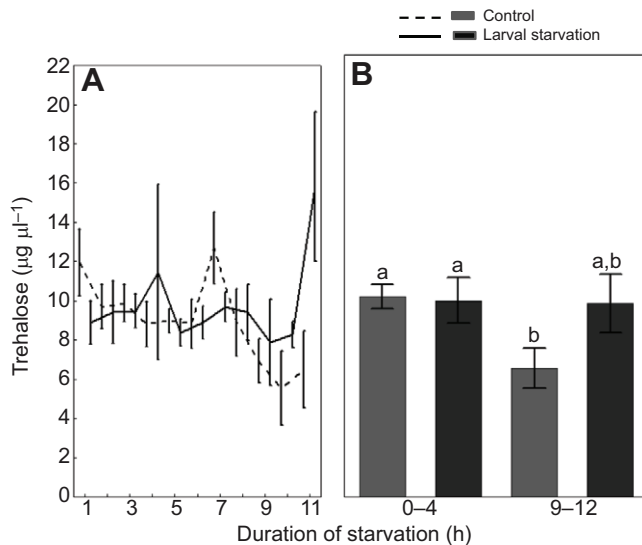 Control
Larval starvation
A
B
Trehalose (µg µl⁻¹)
22
20
18
16
14
12
10
8
6
4
2
0
1 3 5 7 9 11
a
a
b
a,b
0–4
9–12
Duration of starvation (h)